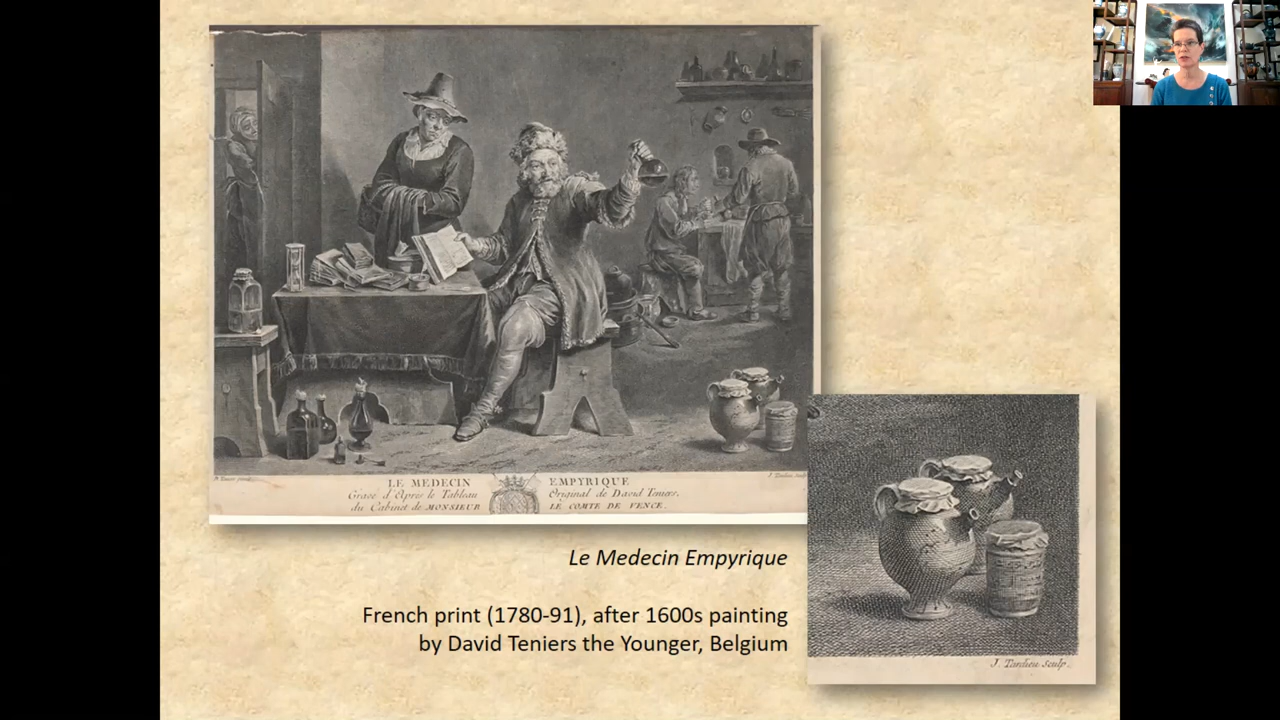 LE MEDECIN EMPYRIQUE
Gravé d'Après le Tableau Original de David Teniers.
du Cabinet de MONSIEUR LE COMTE DE VENCE.
J. Tardieu sculp.
Le Medecin Empyrique
French print (1780-91), after 1600s painting
by David Teniers the Younger, Belgium